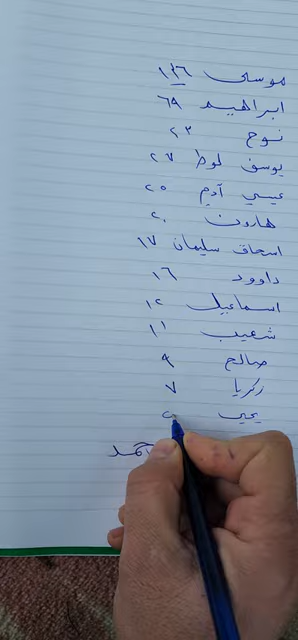 موسى ١٣٦
ابراهيم ٦٩
نوح ٤٣
يوسف لوط ٢٧
عيسى آدم ٢٥
هارون ٢٠
اسحاق سليمان ١٧
داوود ١٦
اسماعيل ١٢
شعيب ١١
صالح ٩
زكريا ٧
يحيى